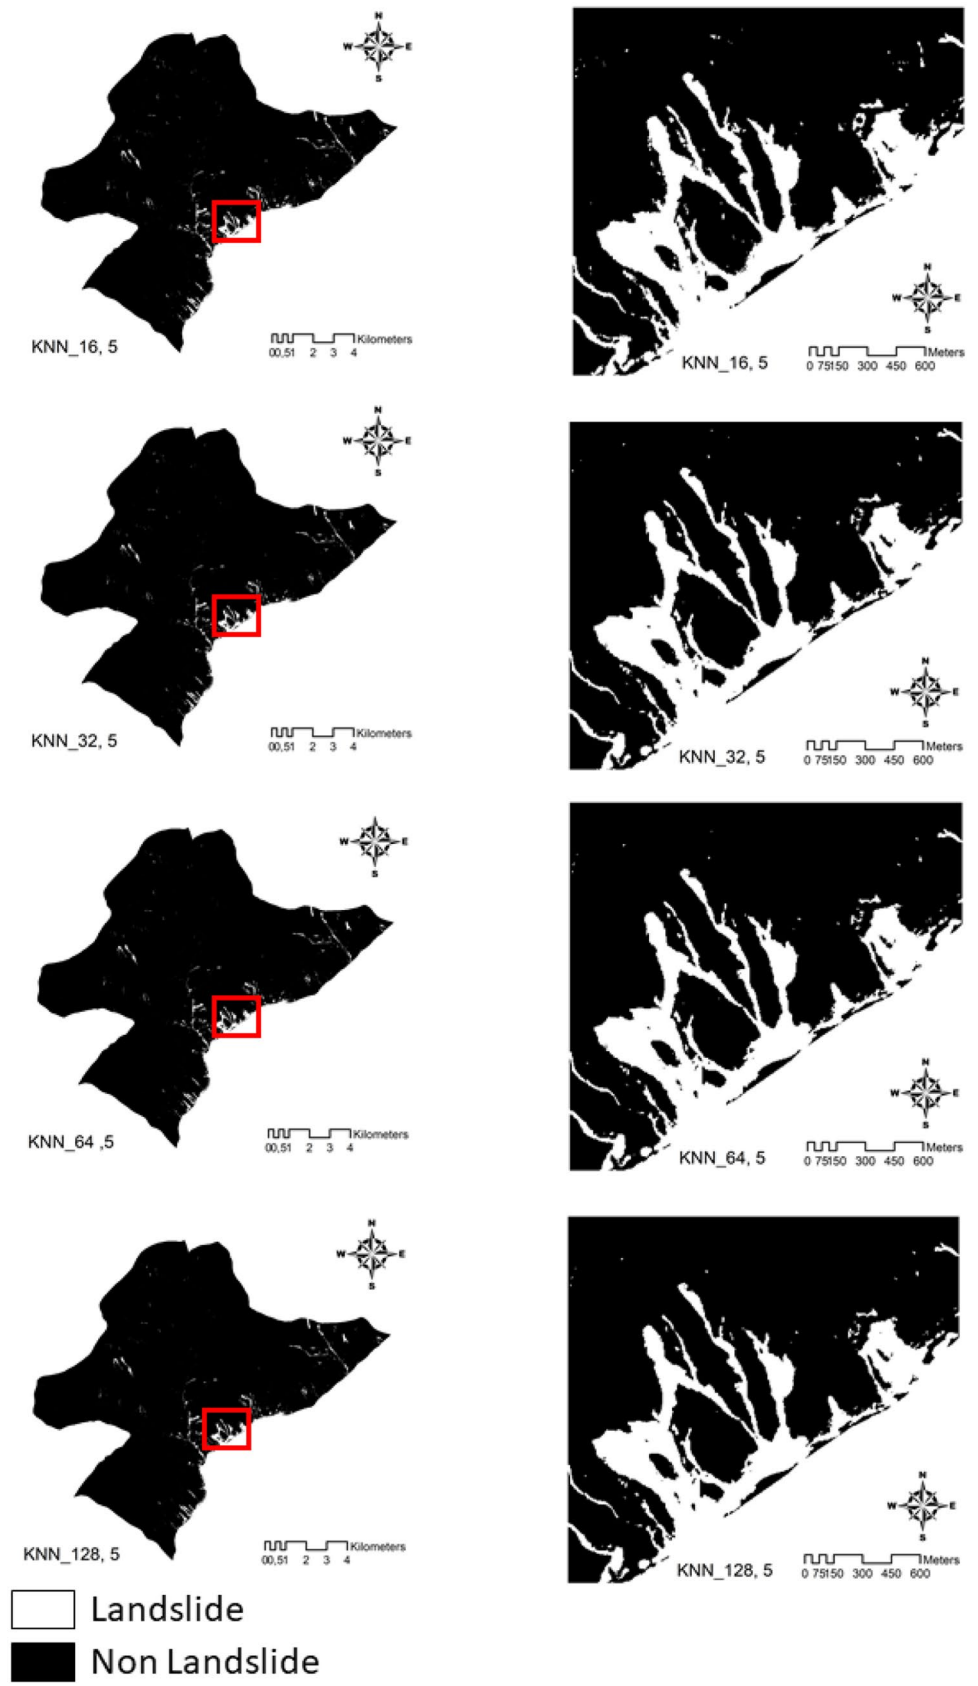 N
W E
S
KNN_16, 5
Kilometers
00,51 2 3 4
N
W E
S
KNN_16, 5
Meters
0 75150 300 450 600
N
W E
S
KNN_32, 5
Kilometers
00,51 2 3 4
N
W E
S
KNN_32, 5
Meters
0 75150 300 450 600
N
W E
S
KNN_64 ,5
Kilometers
00,51 2 3 4
N
W E
S
KNN_64, 5
Meters
0 75150 300 450 600
N
W E
S
KNN_128, 5
Kilometers
00,51 2 3 4
N
W E
S
KNN_128, 5
Meters
0 75150 300 450 600
Landslide
Non Landslide